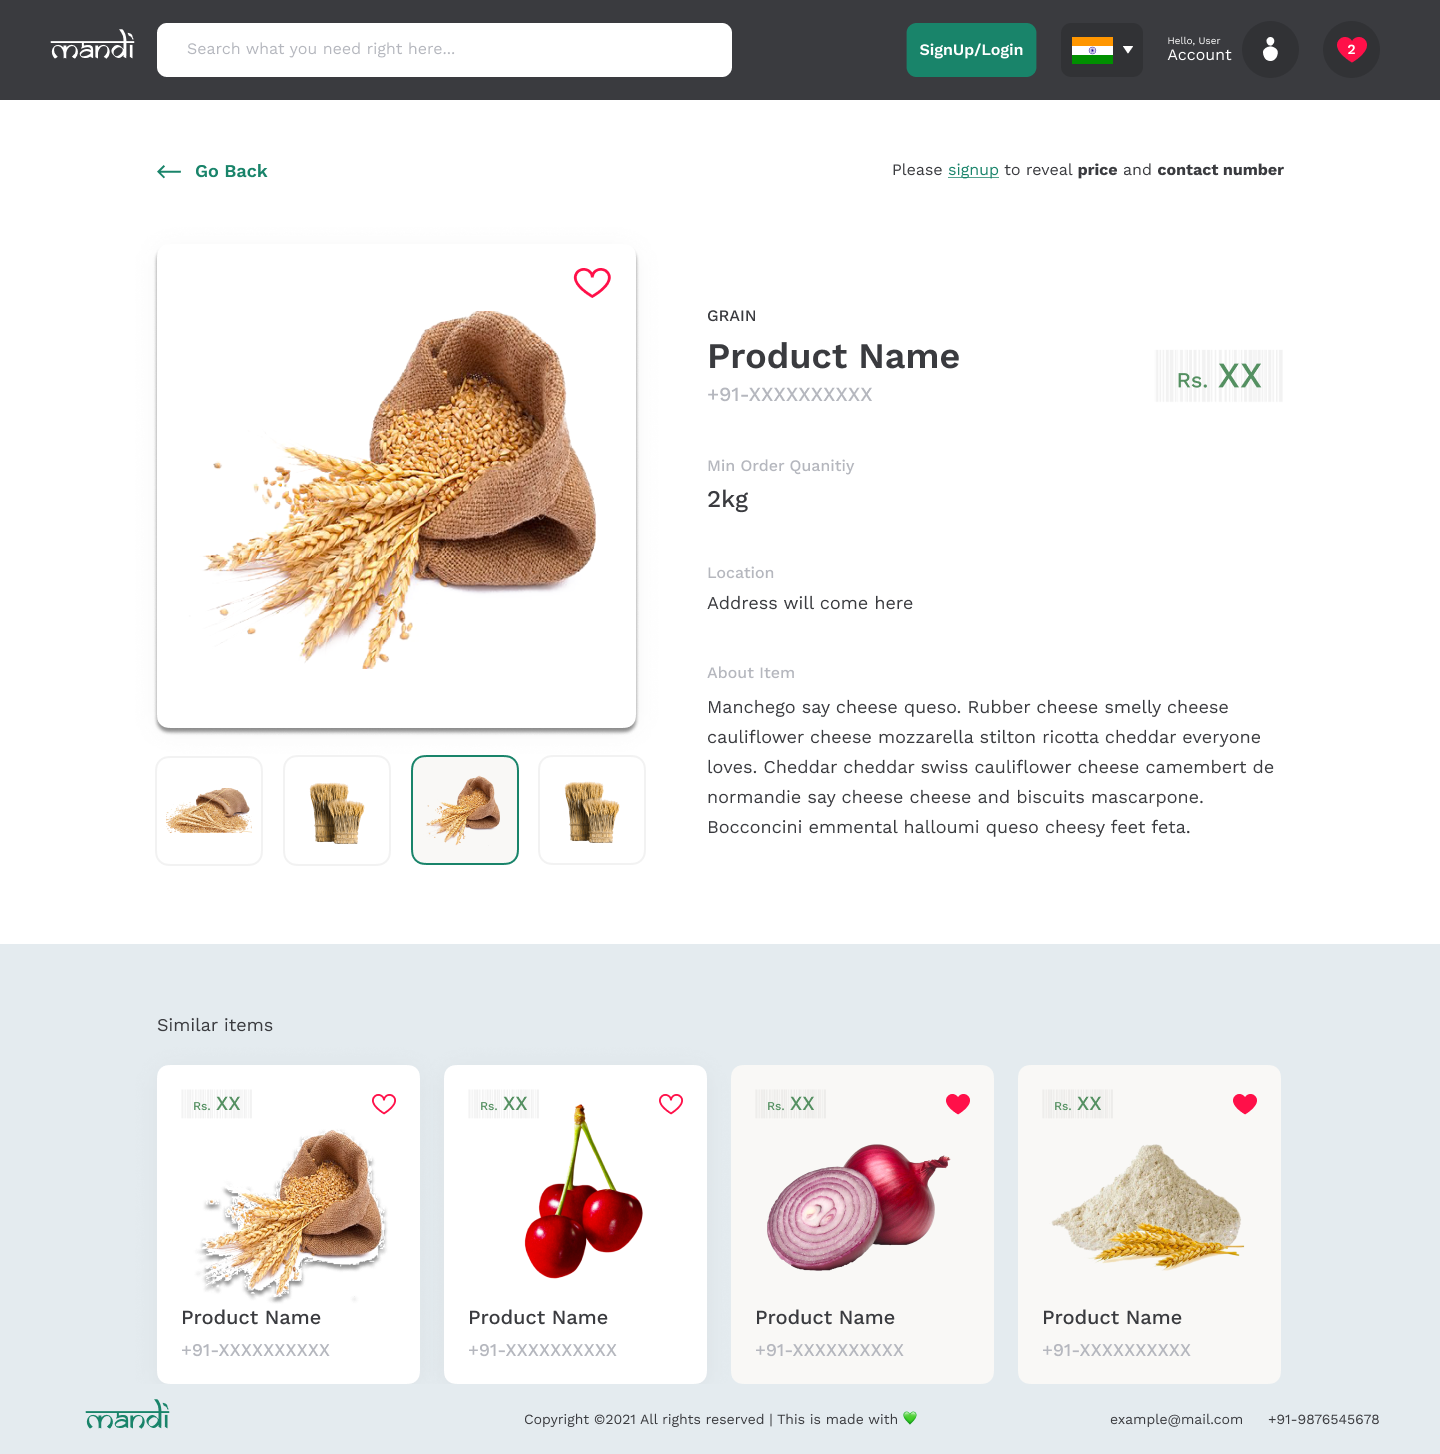 mandi
Search what you need right here...
SignUp/Login
Hello, User
Account
2
Go Back
Please signup to reveal price and contact number
GRAIN
Product Name
+91-XXXXXXXXXX
Rs. XX
Min Order Quanitiy
2kg
Location
Address will come here
About Item
Manchego say cheese queso. Rubber cheese smelly cheese
cauliflower cheese mozzarella stilton ricotta cheddar everyone
loves. Cheddar cheddar swiss cauliflower cheese camembert de
normandie say cheese cheese and biscuits mascarpone.
Bocconcini emmental halloumi queso cheesy feet feta.
Similar items
Rs. XX
Product Name
+91-XXXXXXXXXX
Rs. XX
Product Name
+91-XXXXXXXXXX
Rs. XX
Product Name
+91-XXXXXXXXXX
Rs. XX
Product Name
+91-XXXXXXXXXX
mandi
Copyright ©2021 All rights reserved | This is made with 💚
example@mail.com
+91-9876545678